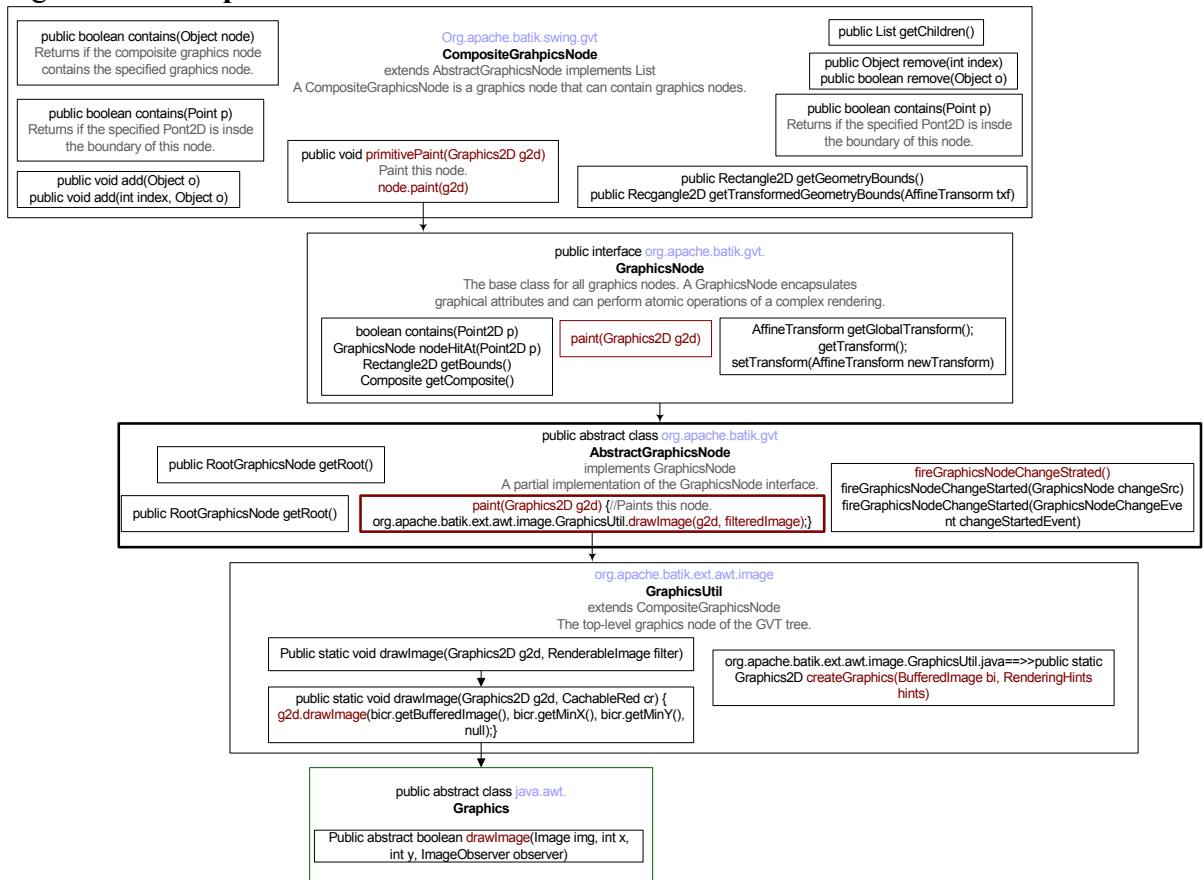 public boolean contains(Object node)
Returns if the compoisite graphics node
contains the specified graphics node.
public boolean contains(Point p)
Returns if the specified Pont2D is insde
the boundary of this node.
public void add(Object o)
public void add(int index, Object o)
Org.apache.batik.swing.gvt
CompositeGrahpicsNode
extends AbstractGraphicsNode implements List
A CompositeGraphicsNode is a graphics node that can contain graphics nodes.
public void primitivePaint(Graphics2D g2d)
Paint this node.
node.paint(g2d)
public List getChildren()
public Object remove(int index)
public boolean remove(Object o)
public boolean contains(Point p)
Returns if the specified Pont2D is insde
the boundary of this node.
public Rectangle2D getGeometryBounds()
public Recgangle2D getTransformedGeometryBounds(AffineTransorm txf)
public interface org.apache.batik.gvt.
GraphicsNode
The base class for all graphics nodes. A GraphicsNode encapsulates
graphical attributes and can perform atomic operations of a complex rendering.
boolean contains(Point2D p)
GraphicsNode nodeHitAt(Point2D p)
Rectangle2D getBounds()
Composite getComposite()
paint(Graphics2D g2d)
AffineTransform getGlobalTransform();
getTransform();
setTransform(AffineTransform newTransform)
public abstract class org.apache.batik.gvt
AbstractGraphicsNode
implements GraphicsNode
A partial implementation of the GraphicsNode interface.
public RootGraphicsNode getRoot()
public RootGraphicsNode getRoot()
paint(Graphics2D g2d) {//Paints this node.
org.apache.batik.ext.awt.image.GraphicsUtil.drawImage(g2d, filteredImage);}
fireGraphicsNodeChangeStrated()
fireGraphicsNodeChangeStarted(GraphicsNode changeSrc)
fireGraphicsNodeChangeStarted(GraphicsNodeChangeEve
nt changeStartedEvent)
org.apache.batik.ext.awt.image
GraphicsUtil
extends CompositeGraphicsNode
The top-level graphics node of the GVT tree.
Public static void drawImage(Graphics2D g2d, RenderableImage filter)
public static void drawImage(Graphics2D g2d, CachableRed cr) {
g2d.drawImage(bicr.getBufferedImage(), bicr.getMinX(), bicr.getMinY(),
null);}
org.apache.batik.ext.awt.image.GraphicsUtil.java==>>public static
Graphics2D createGraphics(BufferedImage bi, RenderingHints
hints)
public abstract class java.awt.
Graphics
Public abstract boolean drawImage(Image img, int x,
int y, ImageObserver observer)